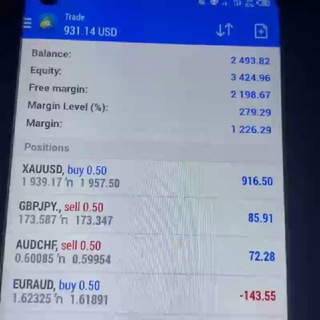 Trade
931.14 USD
Balance: 2 493.82
Equity: 3 424.96
Free margin: 2 198.67
Margin Level (%): 279.29
Margin: 1 226.29
Positions
XAUUSD, buy 0.50
1 939.17 'n 1 957.50 916.50
GBPJPY., sell 0.50
173.587 'n 173.347 85.91
AUDCHF, sell 0.50
0.60085 'n 0.59954 72.28
EURAUD, buy 0.50
1.62325 'n 1.61891 -143.55